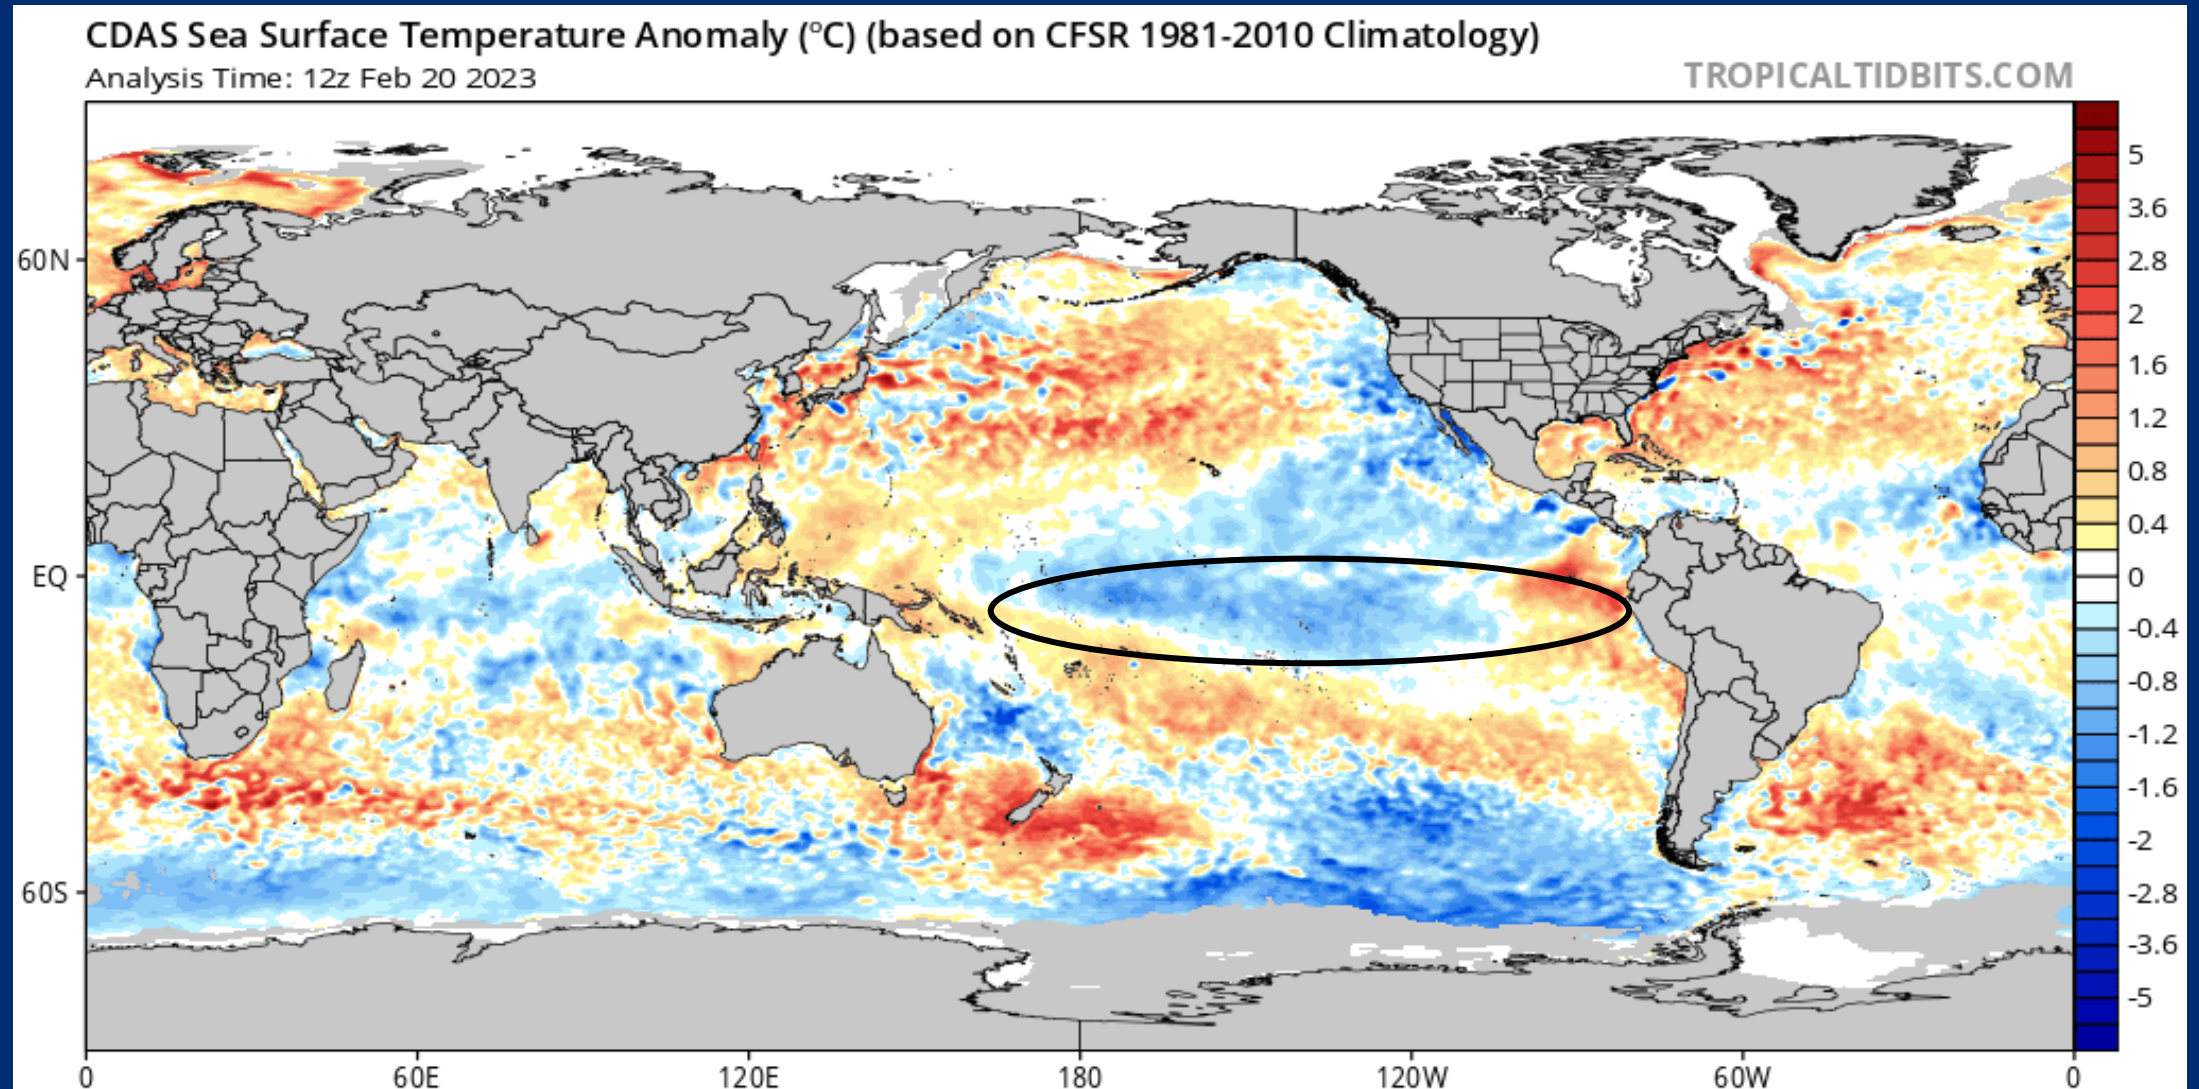 CDAS Sea Surface Temperature Anomaly (°C) (based on CFSR 1981-2010 Climatology)
Analysis Time: 12z Feb 20 2023
TROPICALTIDBITS.COM
60N
EQ
60S
0
60E
120E
180
120W
60W
0
5
3.6
2.8
2
1.6
1.2
0.8
0.4
0
-0.4
-0.8
-1.2
-1.6
-2
-2.8
-3.6
-5